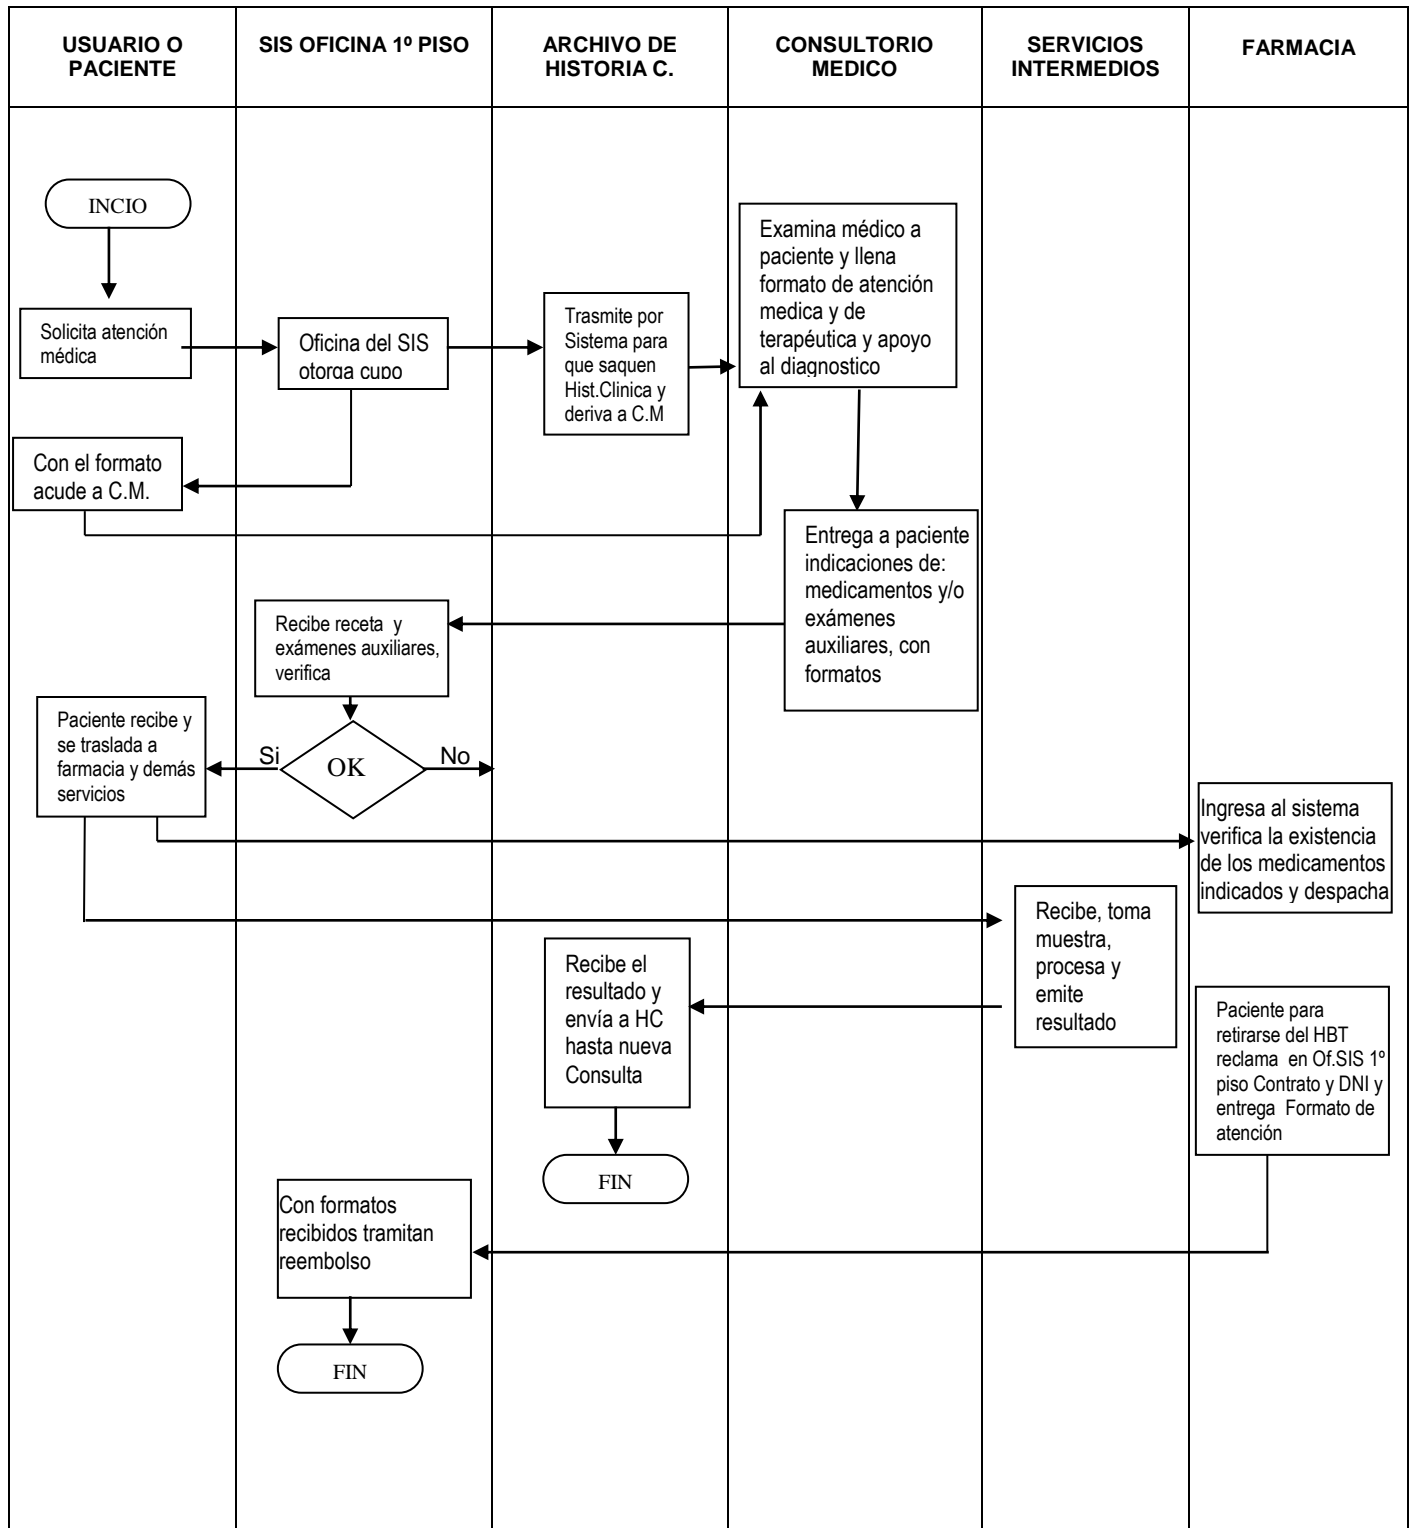 USUARIO O
PACIENTE
SIS OFICINA 1º PISO
ARCHIVO DE
HISTORIA C.
CONSULTORIO
MEDICO
SERVICIOS
INTERMEDIOS
FARMACIA
INCIO
Solicita atención
médica
Oficina del SIS
otorga cupo
Trasmite por
Sistema para
que saquen
Hist.Clinica y
deriva a C.M
Examina médico a
paciente y llena
formato de atención
medica y de
terapéutica y apoyo
al diagnostico
Con el formato
acude a C.M.
Entrega a paciente
indicaciones de:
medicamentos y/o
exámenes
auxiliares, con
formatos
Recibe receta y
exámenes auxiliares,
verifica
Paciente recibe y
se traslada a
farmacia y demás
servicios
Si
OK
No
Ingresa al sistema
verifica la existencia
de los medicamentos
indicados y despacha
Recibe, toma
muestra,
procesa y
emite
resultado
Recibe el
resultado y
envía a HC
hasta nueva
Consulta
Paciente para
retirarse del HBT
reclama en Of.SIS 1º
piso Contrato y DNI y
entrega Formato de
atención
FIN
Con formatos
recibidos tramitan
reembolso
FIN